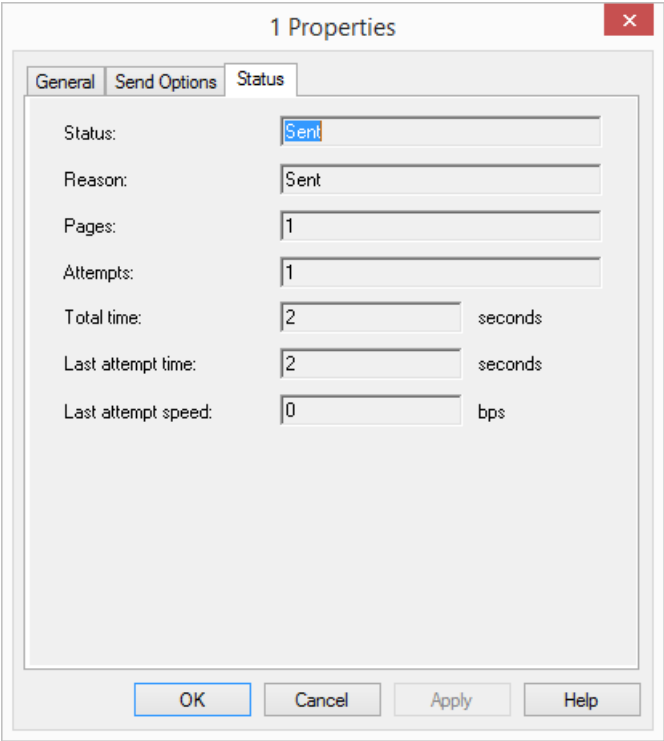 1 Properties
General Send Options Status
Status: Sent
Reason: Sent
Pages: 1
Attempts: 1
Total time: 2 seconds
Last attempt time: 2 seconds
Last attempt speed: 0 bps
OK Cancel Apply Help